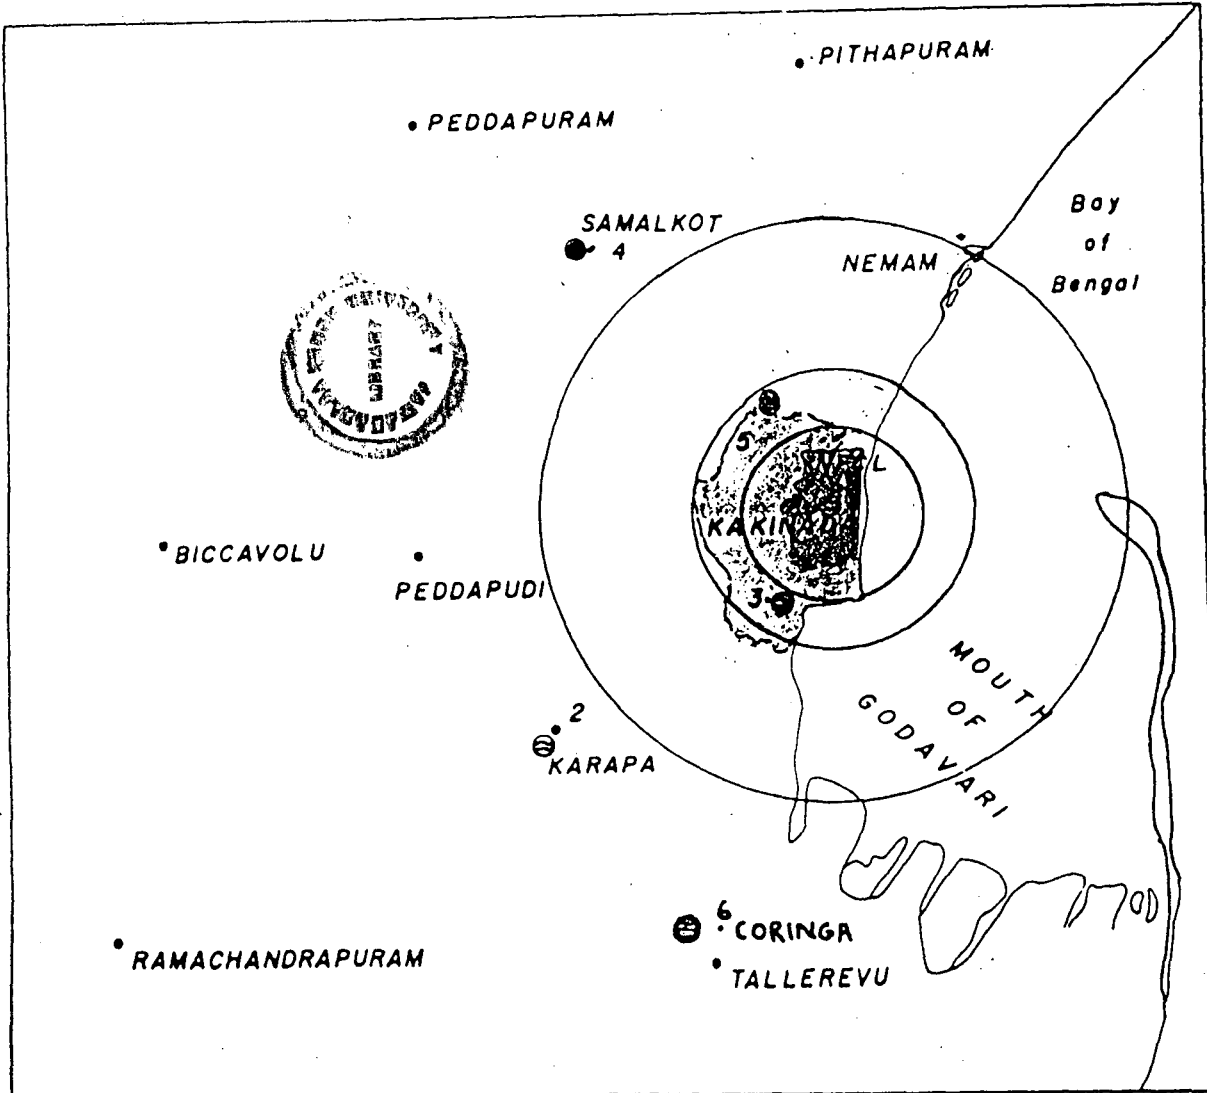 PITHAPURAM
PEDDAPURAM
SAMALKOT
4
Bay
of
Bengal
NEMAM
LIBRARY
5
L
KAKINADA
BICCAVOLU
PEDDAPUDI
3
MOUTH
OF
GODAVARI
2
KARAPA
6
CORINGA
TALLEREVU
RAMACHANDRAPURAM